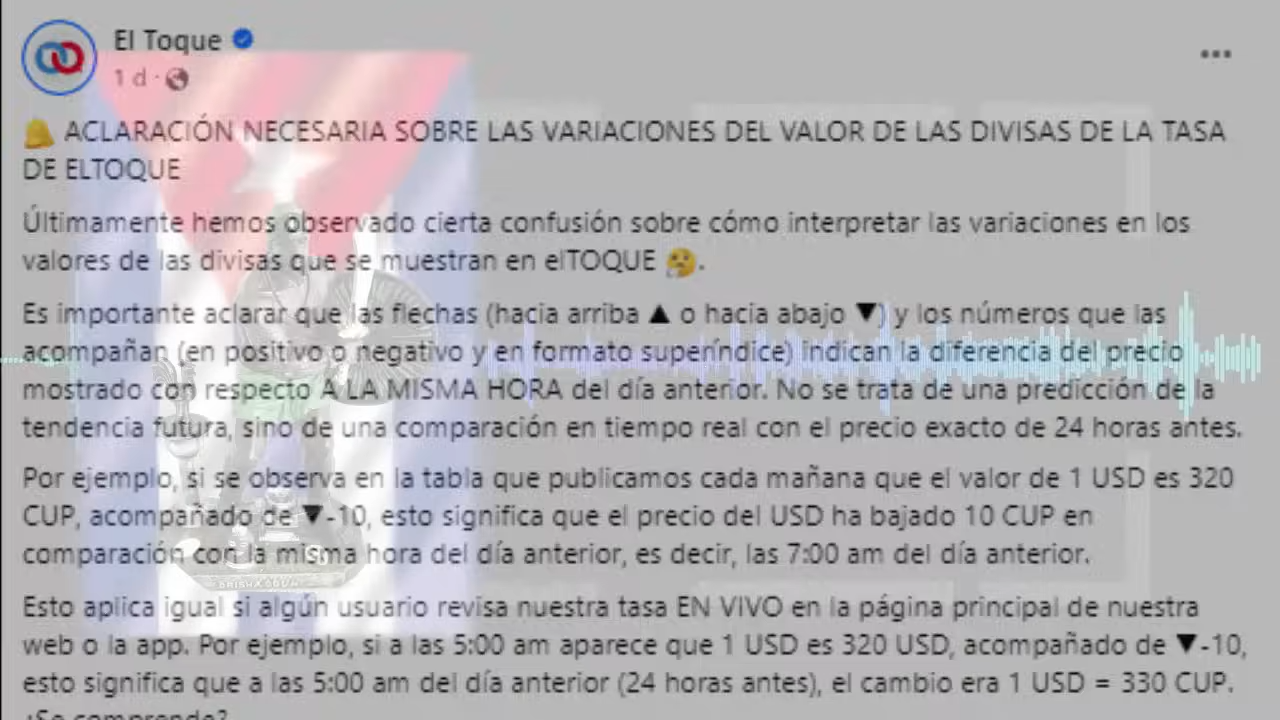 El Toque
1 d
ACLARACIÓN NECESARIA SOBRE LAS VARIACIONES DEL VALOR DE LAS DIVISAS DE LA TASA
DE ELTOQUE
Últimamente hemos observado cierta confusión sobre cómo interpretar las variaciones en los
valores de las divisas que se muestran en elTOQUE 🤔.
Es importante aclarar que las flechas (hacia arriba ▲ o hacia abajo ▼) y los números que las
acompañan (en positivo o negativo y en formato superíndice) indican la diferencia del precio
mostrado con respecto A LA MISMA HORA del día anterior. No se trata de una predicción de la
tendencia futura, sino de una comparación en tiempo real con el precio exacto de 24 horas antes.
Por ejemplo, si se observa en la tabla que publicamos cada mañana que el valor de 1 USD es 320
CUP, acompañado de ▼-10, esto significa que el precio del USD ha bajado 10 CUP en
comparación con la misma hora del día anterior, es decir, las 7:00 am del día anterior.
Esto aplica igual si algún usuario revisa nuestra tasa EN VIVO en la página principal de nuestra
web o la app. Por ejemplo, si a las 5:00 am aparece que 1 USD es 320 USD, acompañado de ▼-10,
esto significa que a las 5:00 am del día anterior (24 horas antes), el cambio era 1 USD = 330 CUP.
¿Se comprende?